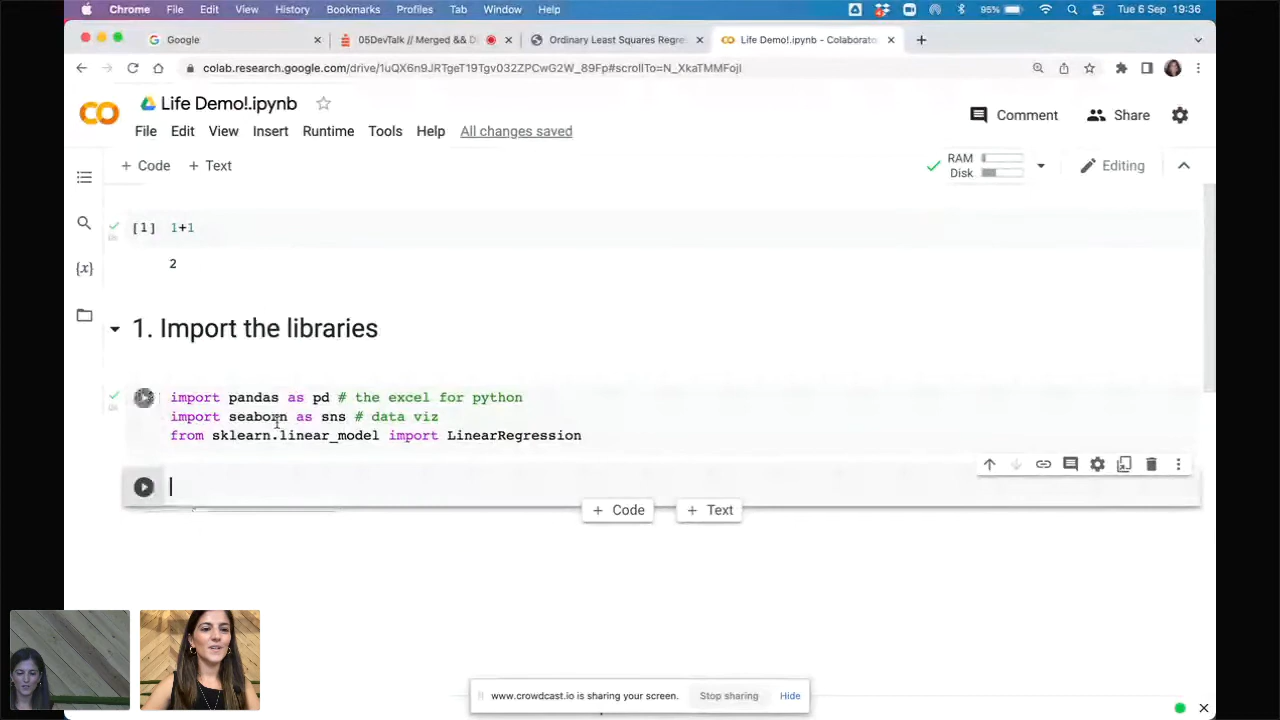 Chrome File Edit View History Bookmarks Profiles Tab Window Help 95% Tue 6 Sep 19:36
Google 05DevTalk // Merged && D Ordinary Least Squares Regre Life Demo!.ipynb - Colaborato
colab.research.google.com/drive/1uQX6n9JRTgeT19Tgv032ZPCwG2W_89Fp#scrollTo=N_XkaTMMFojI
Life Demo!.ipynb
Comment Share
File Edit View Insert Runtime Tools Help All changes saved
+ Code + Text
RAM
Disk
Editing
{x}
[1] 1+1
2
1. Import the libraries
import pandas as pd # the excel for python
import seaborn as sns # data viz
from sklearn.linear_model import LinearRegression
+ Code + Text
www.crowdcast.io is sharing your screen. Stop sharing Hide